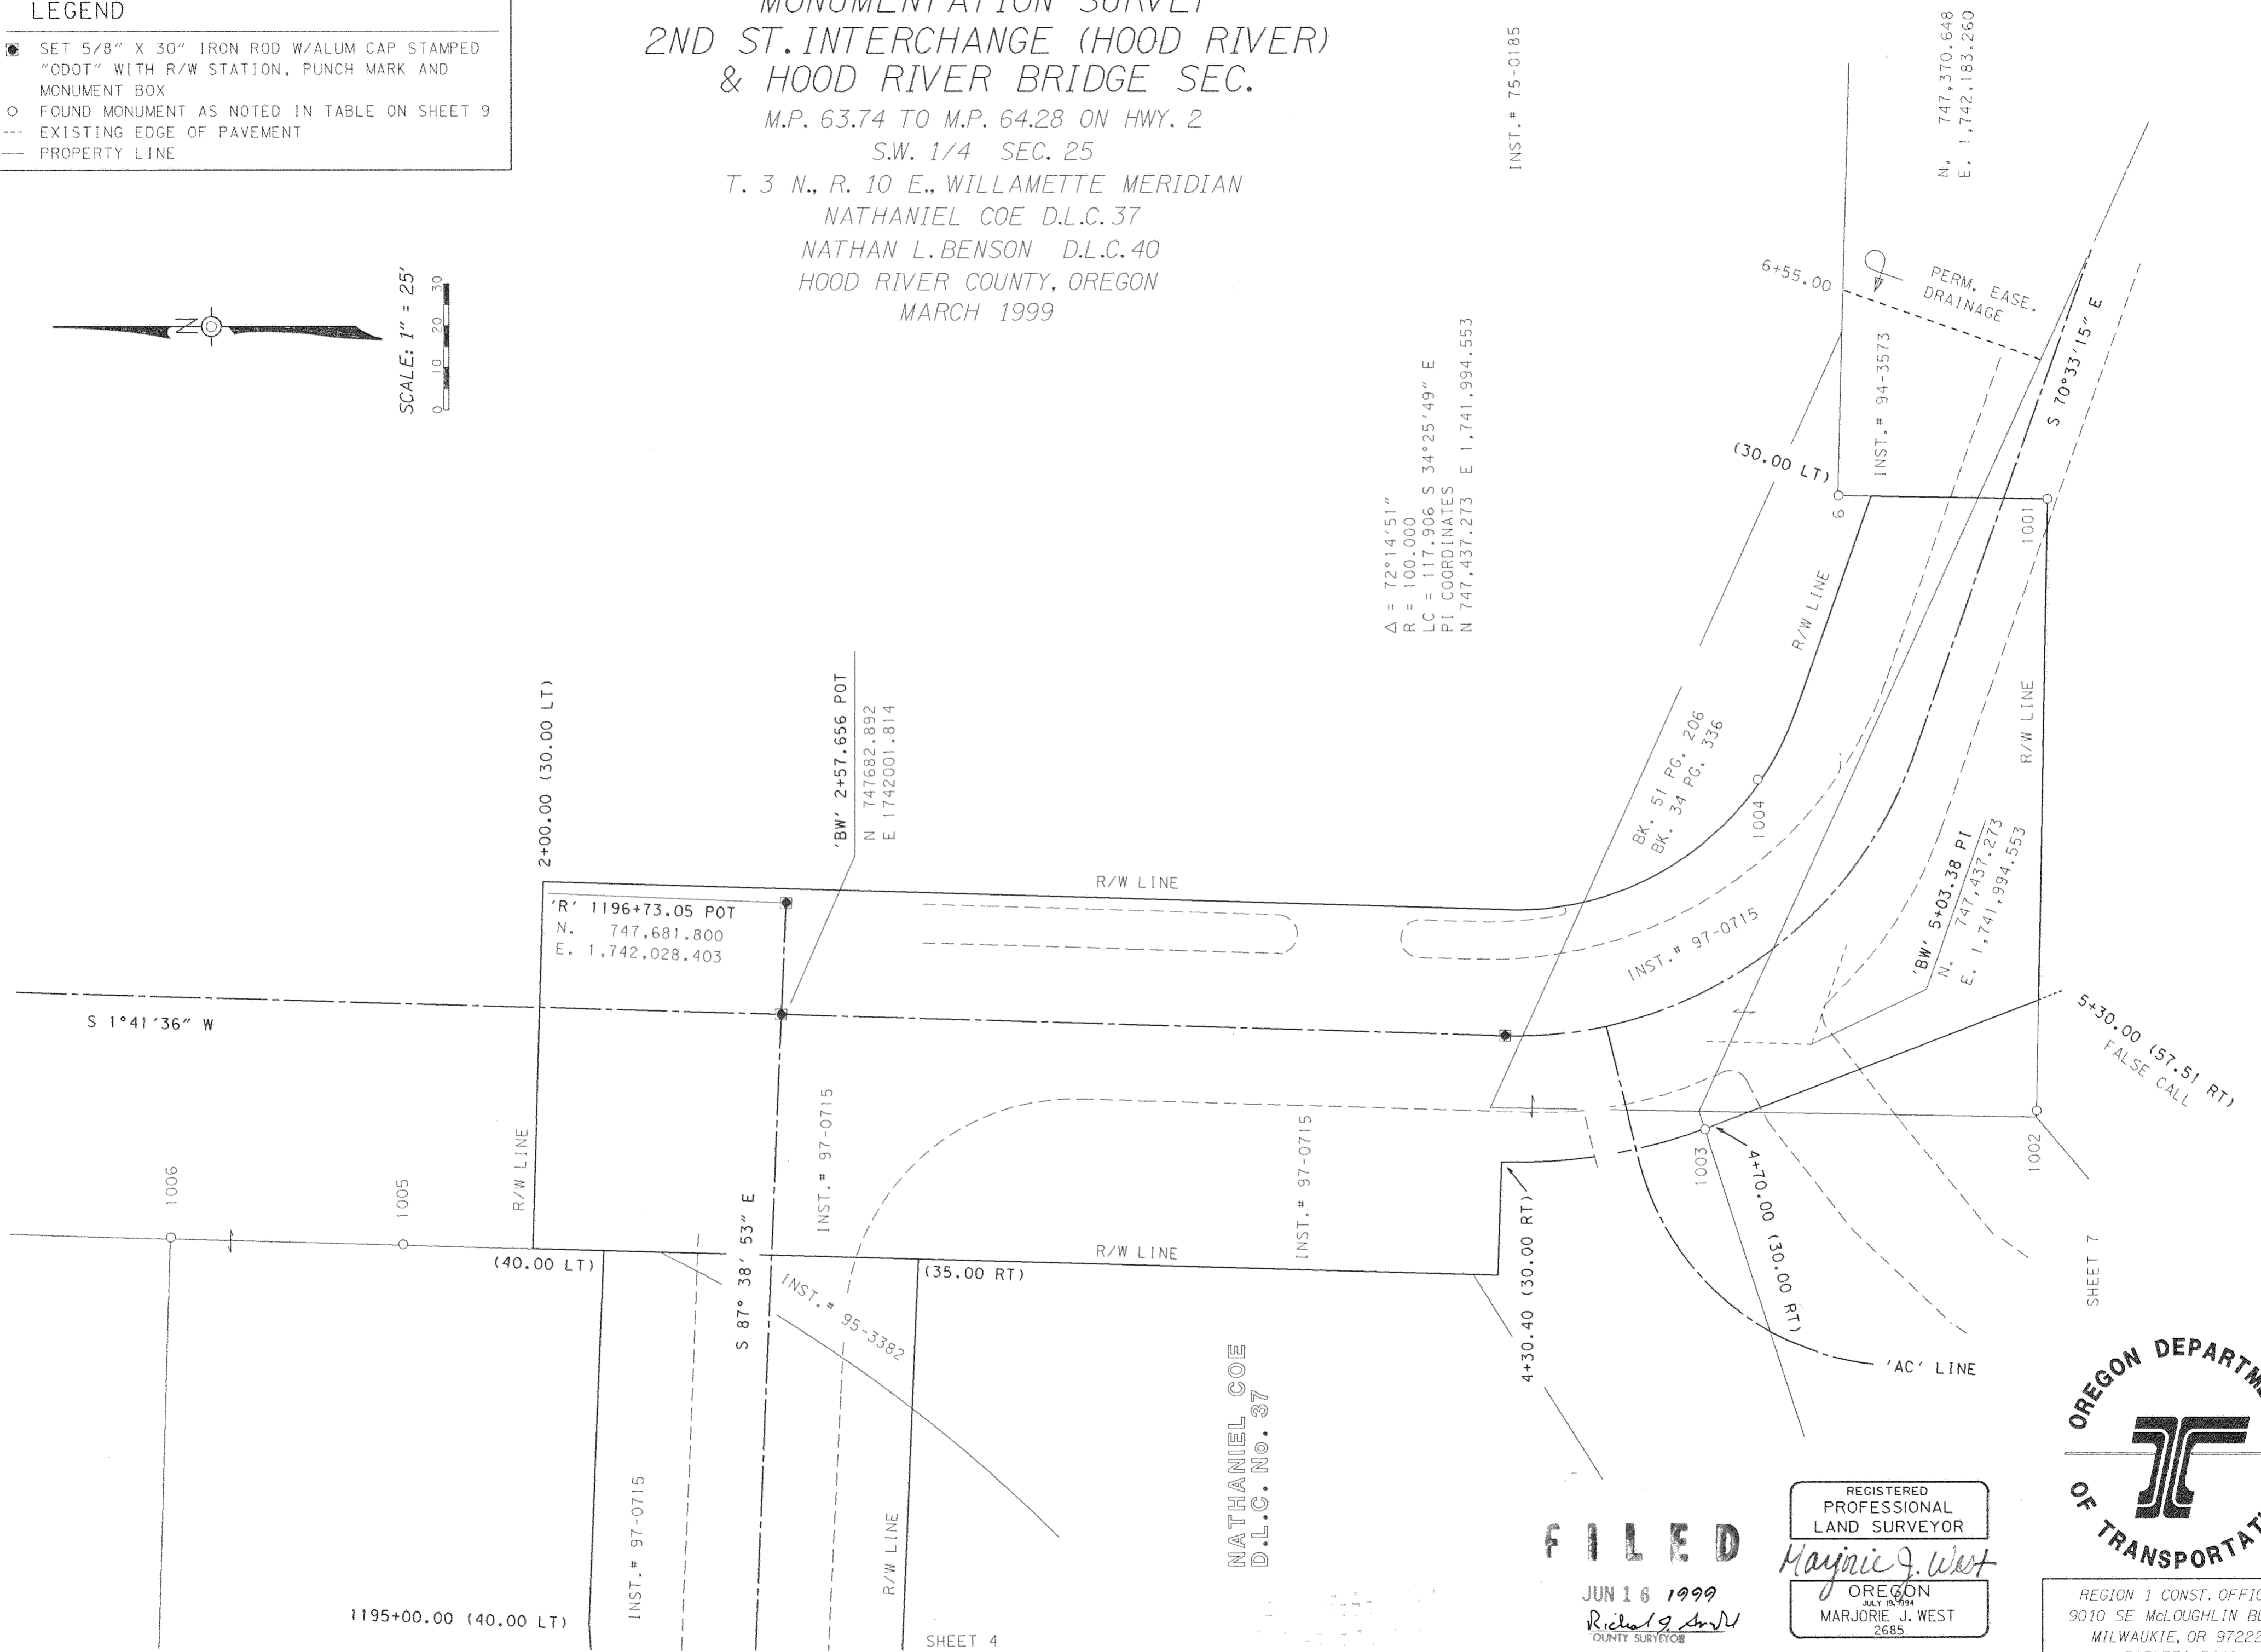 LEGEND
SET 5/8" X 30" IRON ROD W/ALUM CAP STAMPED
"ODOT" WITH R/W STATION, PUNCH MARK AND
MONUMENT BOX
FOUND MONUMENT AS NOTED IN TABLE ON SHEET 9
EXISTING EDGE OF PAVEMENT
PROPERTY LINE
MONUMENTATION SURVEY
2ND ST. INTERCHANGE (HOOD RIVER)
& HOOD RIVER BRIDGE SEC.
M.P. 63.74 TO M.P. 64.28 ON HWY. 2
S.W. 1/4 SEC. 25
T. 3 N., R. 10 E., WILLAMETTE MERIDIAN
NATHANIEL COE D.L.C. 37
NATHAN L. BENSON D.L.C. 40
HOOD RIVER COUNTY, OREGON
MARCH 1999
N
SCALE: 1" = 25'
0 10 20 30
INST.# 75-0185
N. 747,370.648
E. 1,742,183.260
6+55.00
PERM. EASE.
DRAINAGE
S 70°33'15" E
INST.# 94-3573
(30.00 LT)
6
1001
R/W LINE
R/W LINE
Δ = 72°14'51"
R = 100.000
LC = 117.906 S 34°25'49" E
PI COORDINATES
N 747,437.273 E 1,741,994.553
BK. 51 PG. 206
BK. 34 PG. 336
1004
2+00.00 (30.00 LT)
'BW' 2+57.656 POT
N 747682.892
E 1742001.814
R/W LINE
'R' 1196+73.05 POT
N. 747,681.800
E. 1,742,028.403
INST.# 97-0715
'BW' 5+03.38 PI
N. 747,437.273
E. 1,741,994.553
S 1°41'36" W
5+30.00 (57.51 RT)
FALSE CALL
1006
1005
R/W LINE
INST.# 97-0715
INST.# 97-0715
1003
1002
(40.00 LT)
S 87° 38' 53" E
INST.# 95-3382
(35.00 RT)
R/W LINE
4+30.40 (30.00 RT)
4+70.00 (30.00 RT)
SHEET 7
'AC' LINE
NATHANIEL COE
D.L.C. No. 37
INST.# 97-0715
R/W LINE
1195+00.00 (40.00 LT)
SHEET 4
FILED
JUN 16 1999
OUNTY SURVEYOR
REGISTERED
PROFESSIONAL
LAND SURVEYOR
Marjorie J. West
OREGON
JULY 19, 1994
MARJORIE J. WEST
2685
OREGON DEPARTME
OF TRANSPORTAT
REGION 1 CONST. OFFIC
9010 SE McLOUGHLIN BL
MILWAUKIE, OR 97222